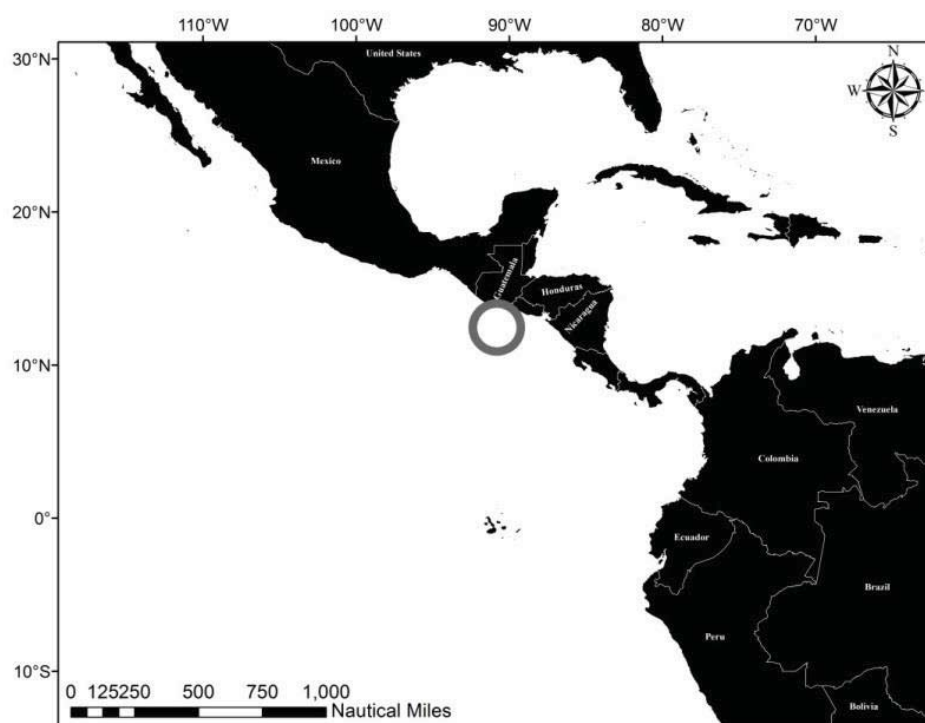 110°W 100°W 90°W 80°W 70°W
30°N
20°N
10°N
0°
10°S
N
W
S
United States
Mexico
Guatemala
Honduras
Nicaragua
Venezuela
Colombia
Ecuador
Brazil
Peru
Bolivia
0 125250 500 750 1,000
Nautical Miles